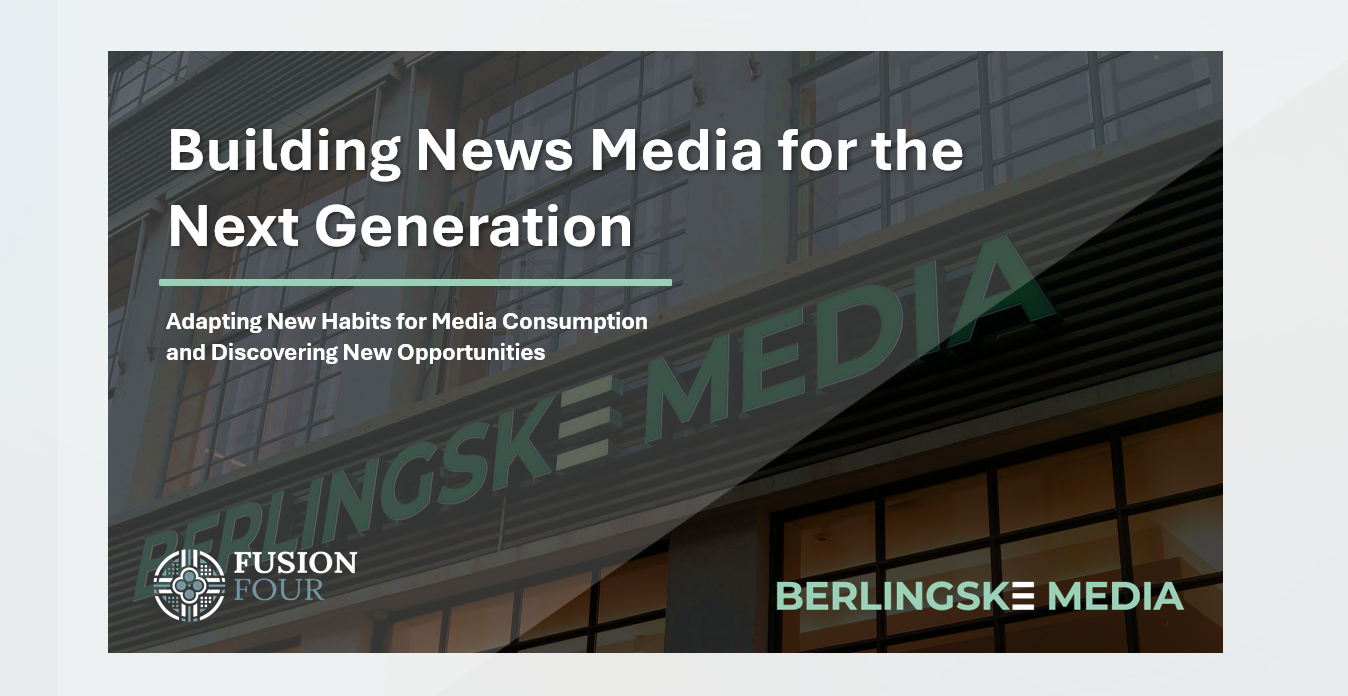 Building News Media for the
Next Generation
Adapting New Habits for Media Consumption
and Discovering New Opportunities
BERLINGSKE MEDIA
FUSION
FOUR
BERLINGSKE MEDIA